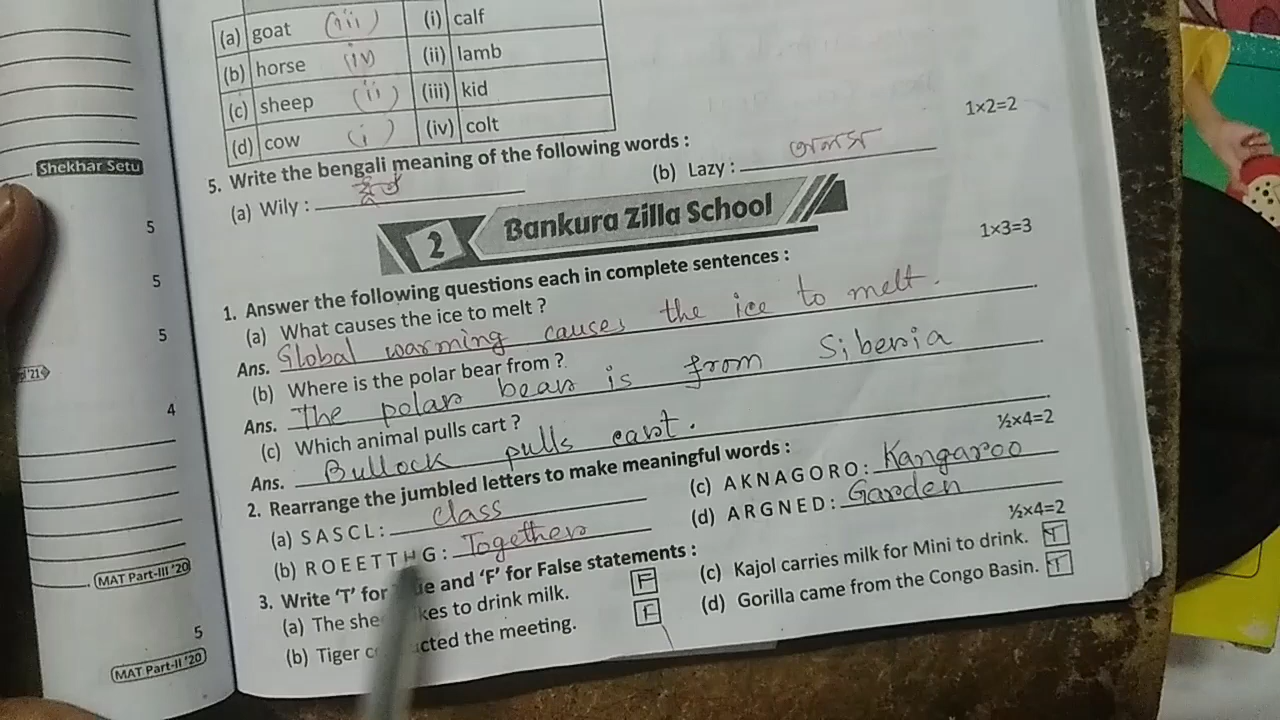 (a) goat (iii) (i) calf
(b) horse (iv) (ii) lamb
(c) sheep (ii) (iii) kid
(d) cow (i) (iv) colt
5. Write the bengali meaning of the following words : 1×2=2
(a) Wily : ধূর্ত (b) Lazy : অলস
2 Bankura Zilla School
1. Answer the following questions each in complete sentences : 1×3=3
(a) What causes the ice to melt ?
Ans. Global warming causes the ice to melt.
(b) Where is the polar bear from ?
Ans. The polar bear is from Siberia
(c) Which animal pulls cart ?
Ans. Bullock pulls cart.
2. Rearrange the jumbled letters to make meaningful words : ½×4=2
(a) S A S C L : class (c) A K N A G O R O : Kangaroo
(b) R O E E T T H G : Together (d) A R G N E D : Garden
3. Write 'T' for and 'F' for False statements : ½×4=2
(a) The to drink milk. F (c) Kajol carries milk for Mini to drink. T
(b) Tiger the meeting. F (d) Gorilla came from the Congo Basin. T
Shekhar Setu
5
5
5
'21
4
MAT Part-III '20
5
MAT Part-II '20